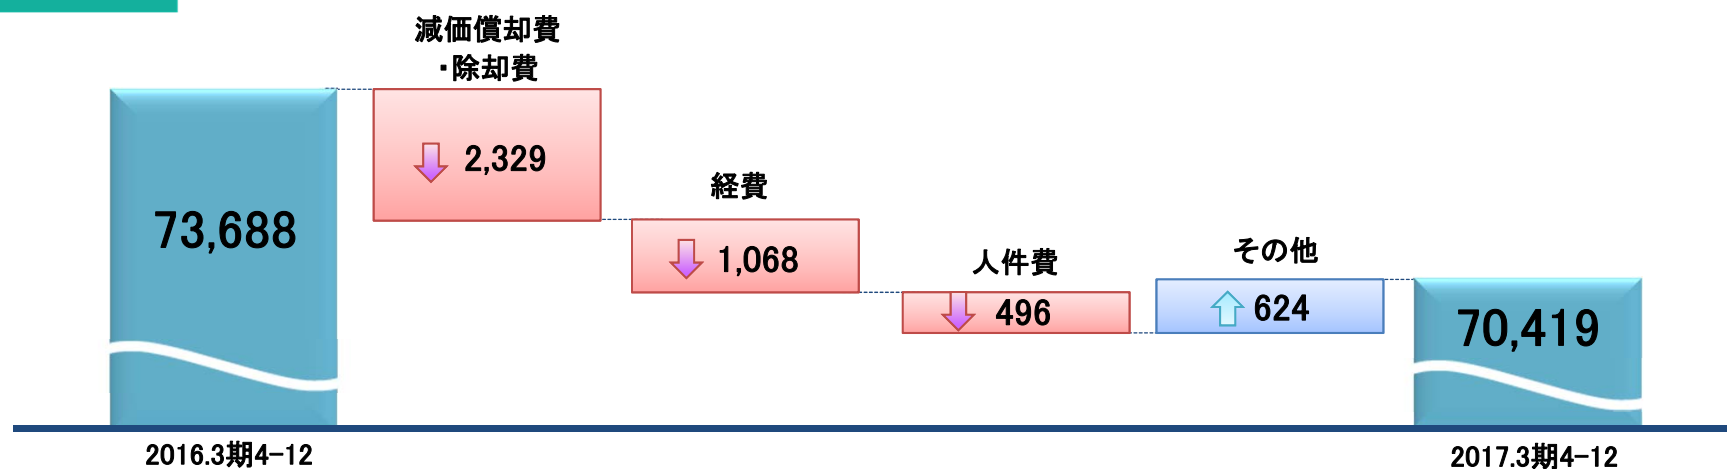 減価償却費
・除却費
73,688
2,329
経費
1,068
人件費
496
その他
624
70,419
2016.3期4-12
2017.3期4-12